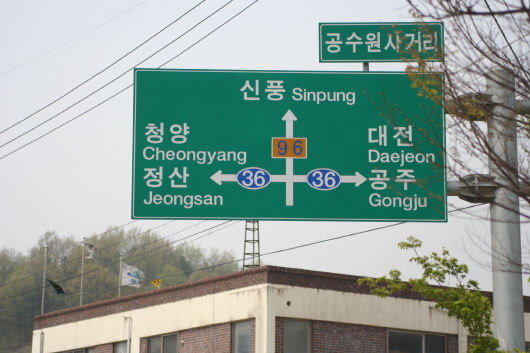 공수원사거리
신풍 Sinpung
청양
Cheongyang
정산
Jeongsan
96
36
36
대전
Daejeon
공주
Gongju